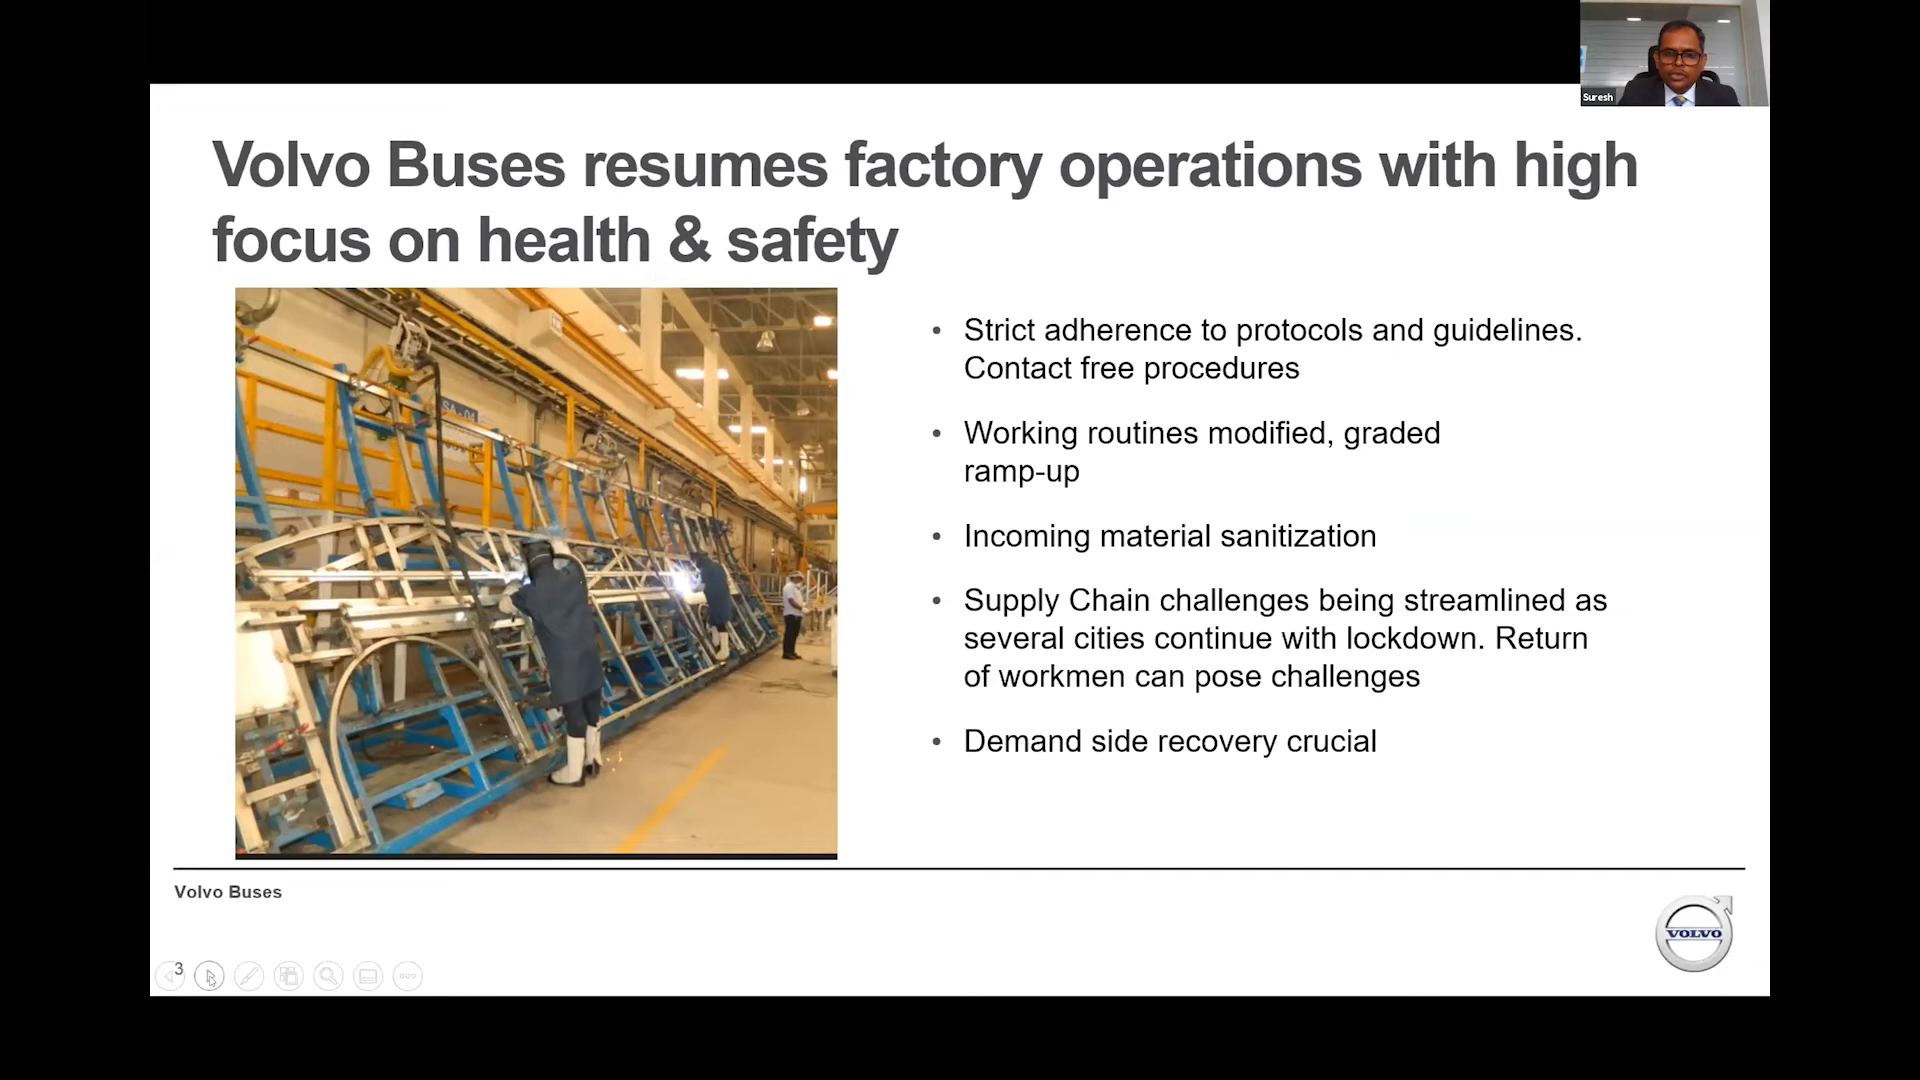 Suresh
Volvo Buses resumes factory operations with high
focus on health & safety
SA - 04
• Strict adherence to protocols and guidelines.
Contact free procedures
• Working routines modified, graded
ramp-up
• Incoming material sanitization
• Supply Chain challenges being streamlined as
several cities continue with lockdown. Return
of workmen can pose challenges
• Demand side recovery crucial
Volvo Buses
VOLVO
3